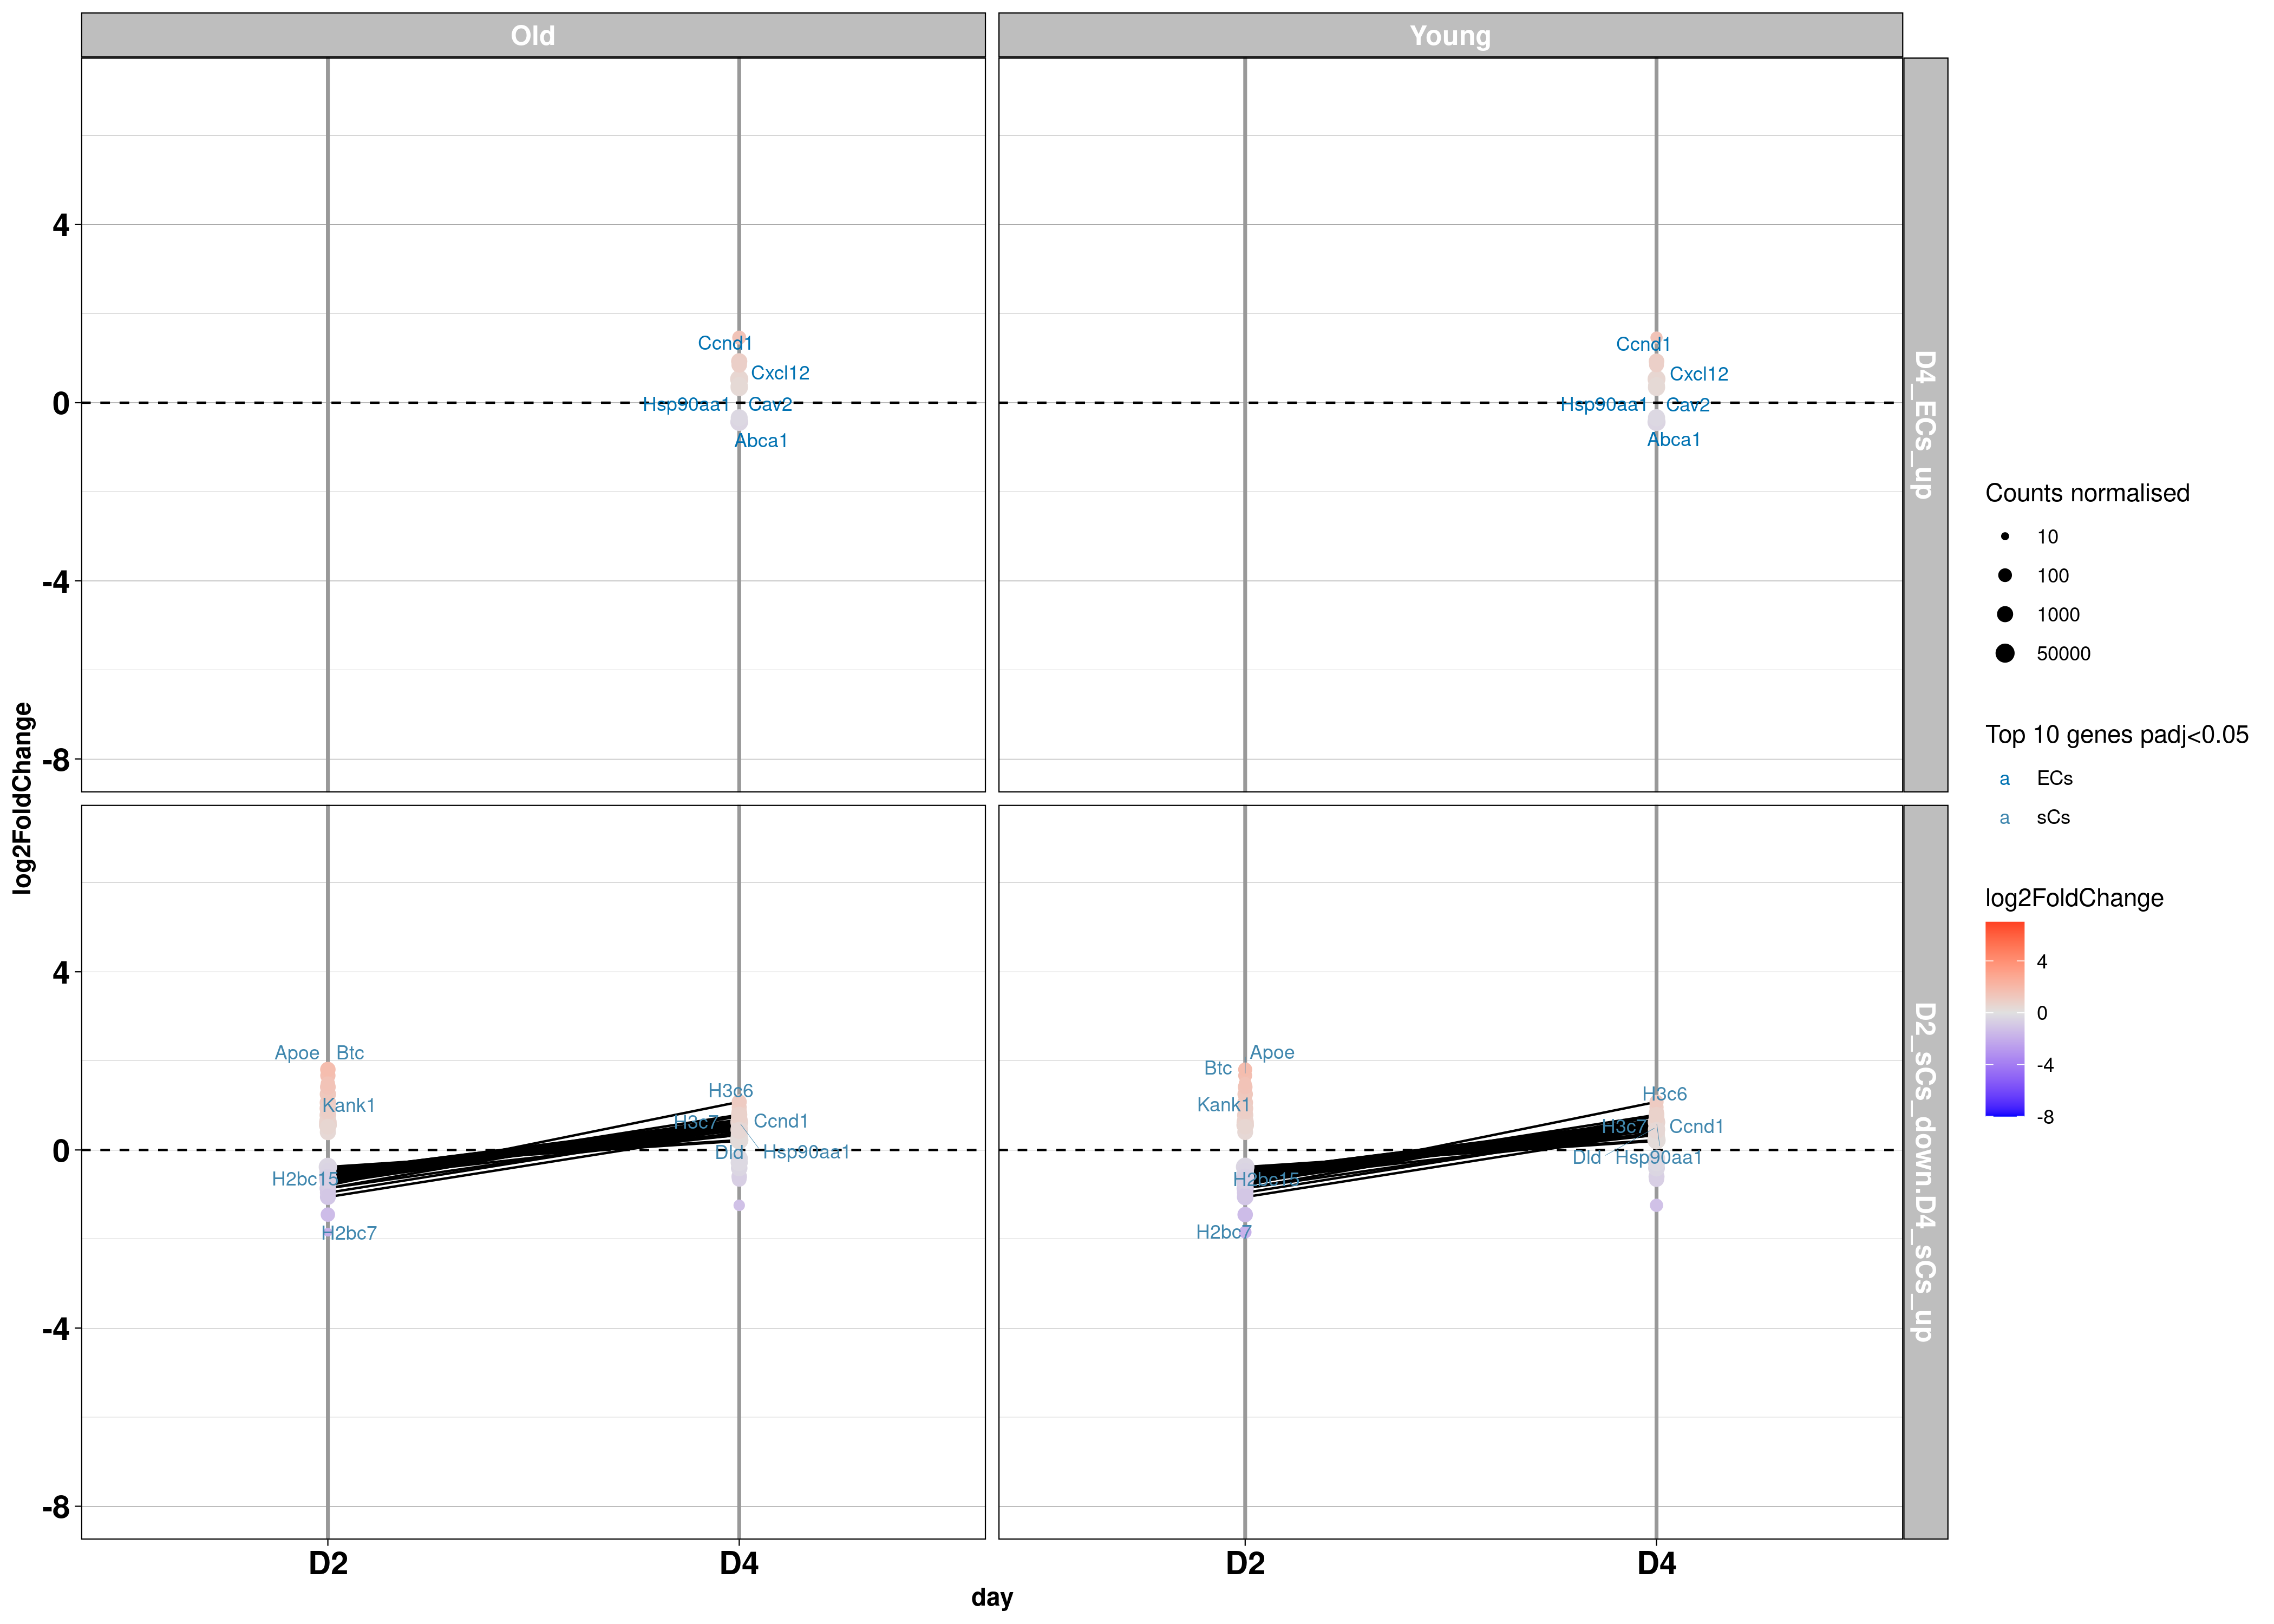 Old
Young
4
0
-4
-8
Ccnd1
Cxcl12
Hsp90aa1
Cav2
Abca1
Ccnd1
Cxcl12
Hsp90aa1
Cav2
Abca1
D4_ECs_up
log2FoldChange
4
0
-4
-8
Apoe
Btc
Kank1
H2bc15
H2bc7
H3c6
H3c7
Ccnd1
Dld
Hsp90aa1
Apoe
Btc
Kank1
H2bc15
H2bc7
H3c6
H3c7
Ccnd1
Dld
Hsp90aa1
D2_sCs_down.D4_sCs_up
D2
D4
D2
D4
day
Counts normalised
10
100
1000
50000
Top 10 genes padj<0.05
a ECs
a sCs
log2FoldChange
4
0
-4
-8